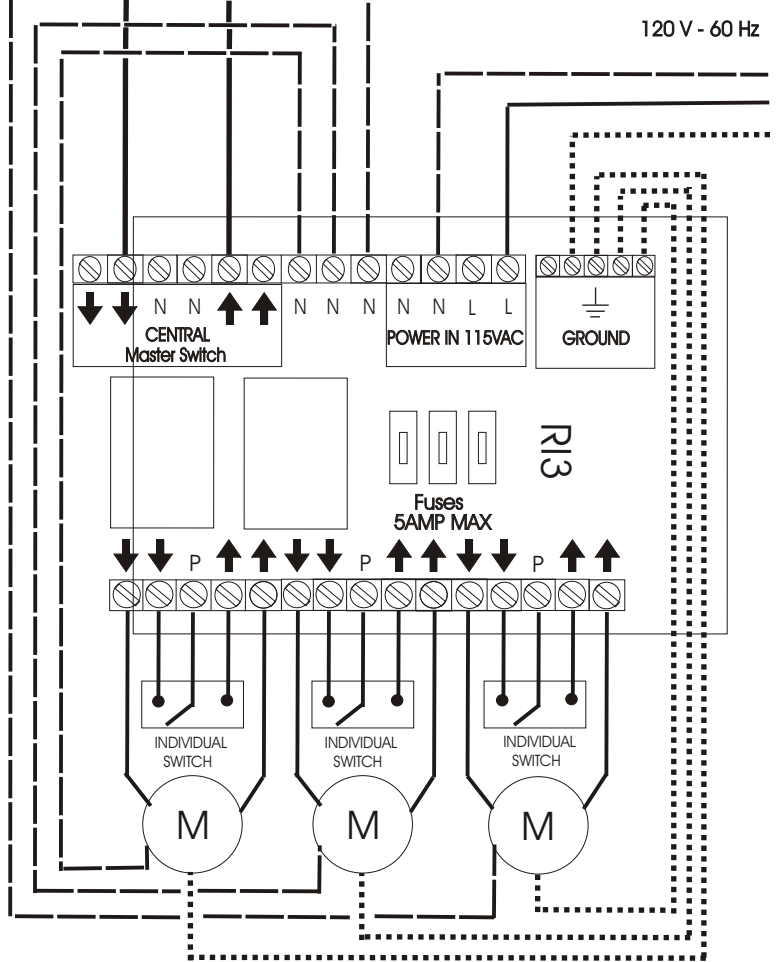 120 V - 60 Hz
N N N N N N N L L
CENTRAL
Master Switch
POWER IN 115VAC
GROUND
RI3
Fuses
5AMP MAX
P P P
INDIVIDUAL
SWITCH
INDIVIDUAL
SWITCH
INDIVIDUAL
SWITCH
M M M